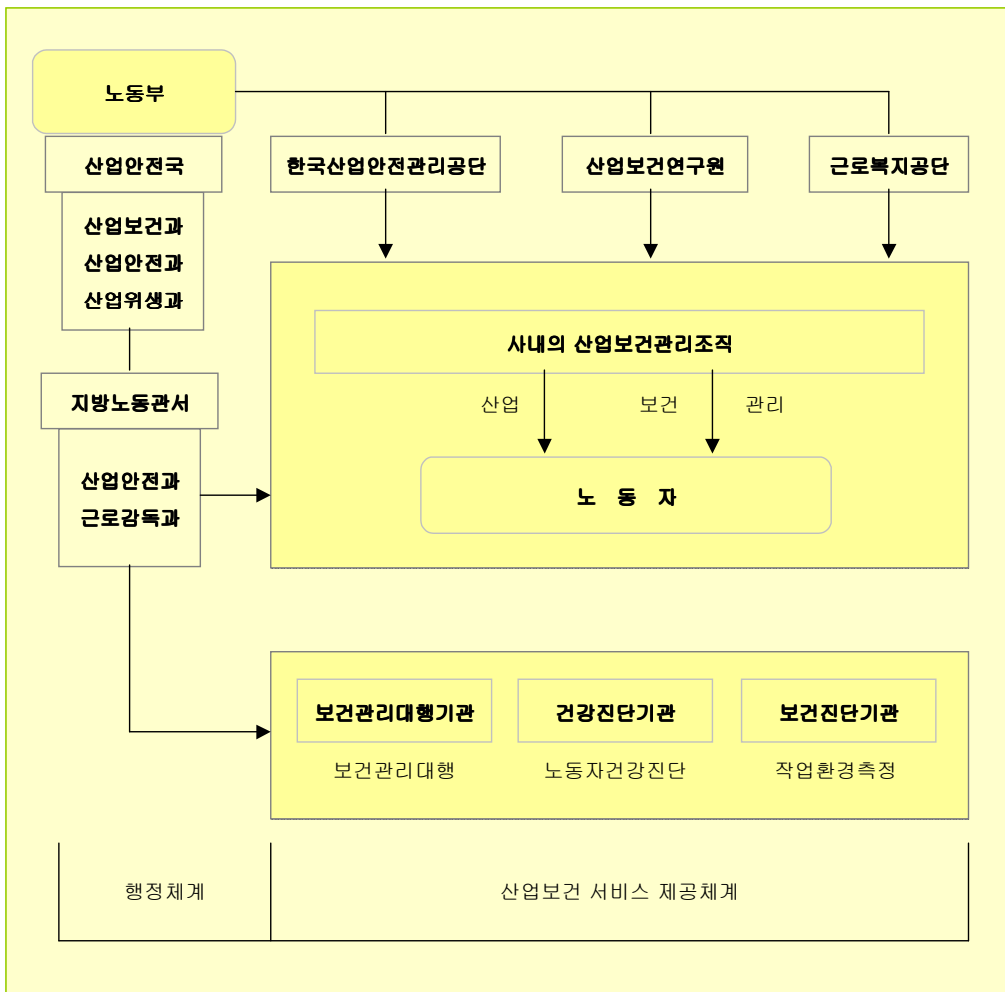 노동부
산업안전국
한국산업안전관리공단
산업보건연구원
근로복지공단
산업보건과
산업안전과
산업위생과
사내의 산업보건관리조직
지방노동관서
산업 보건 관리
산업안전과
근로감독과
노 동 자
보건관리대행기관
건강진단기관
보건진단기관
보건관리대행
노동자건강진단
작업환경측정
행정체계
산업보건 서비스 제공체계